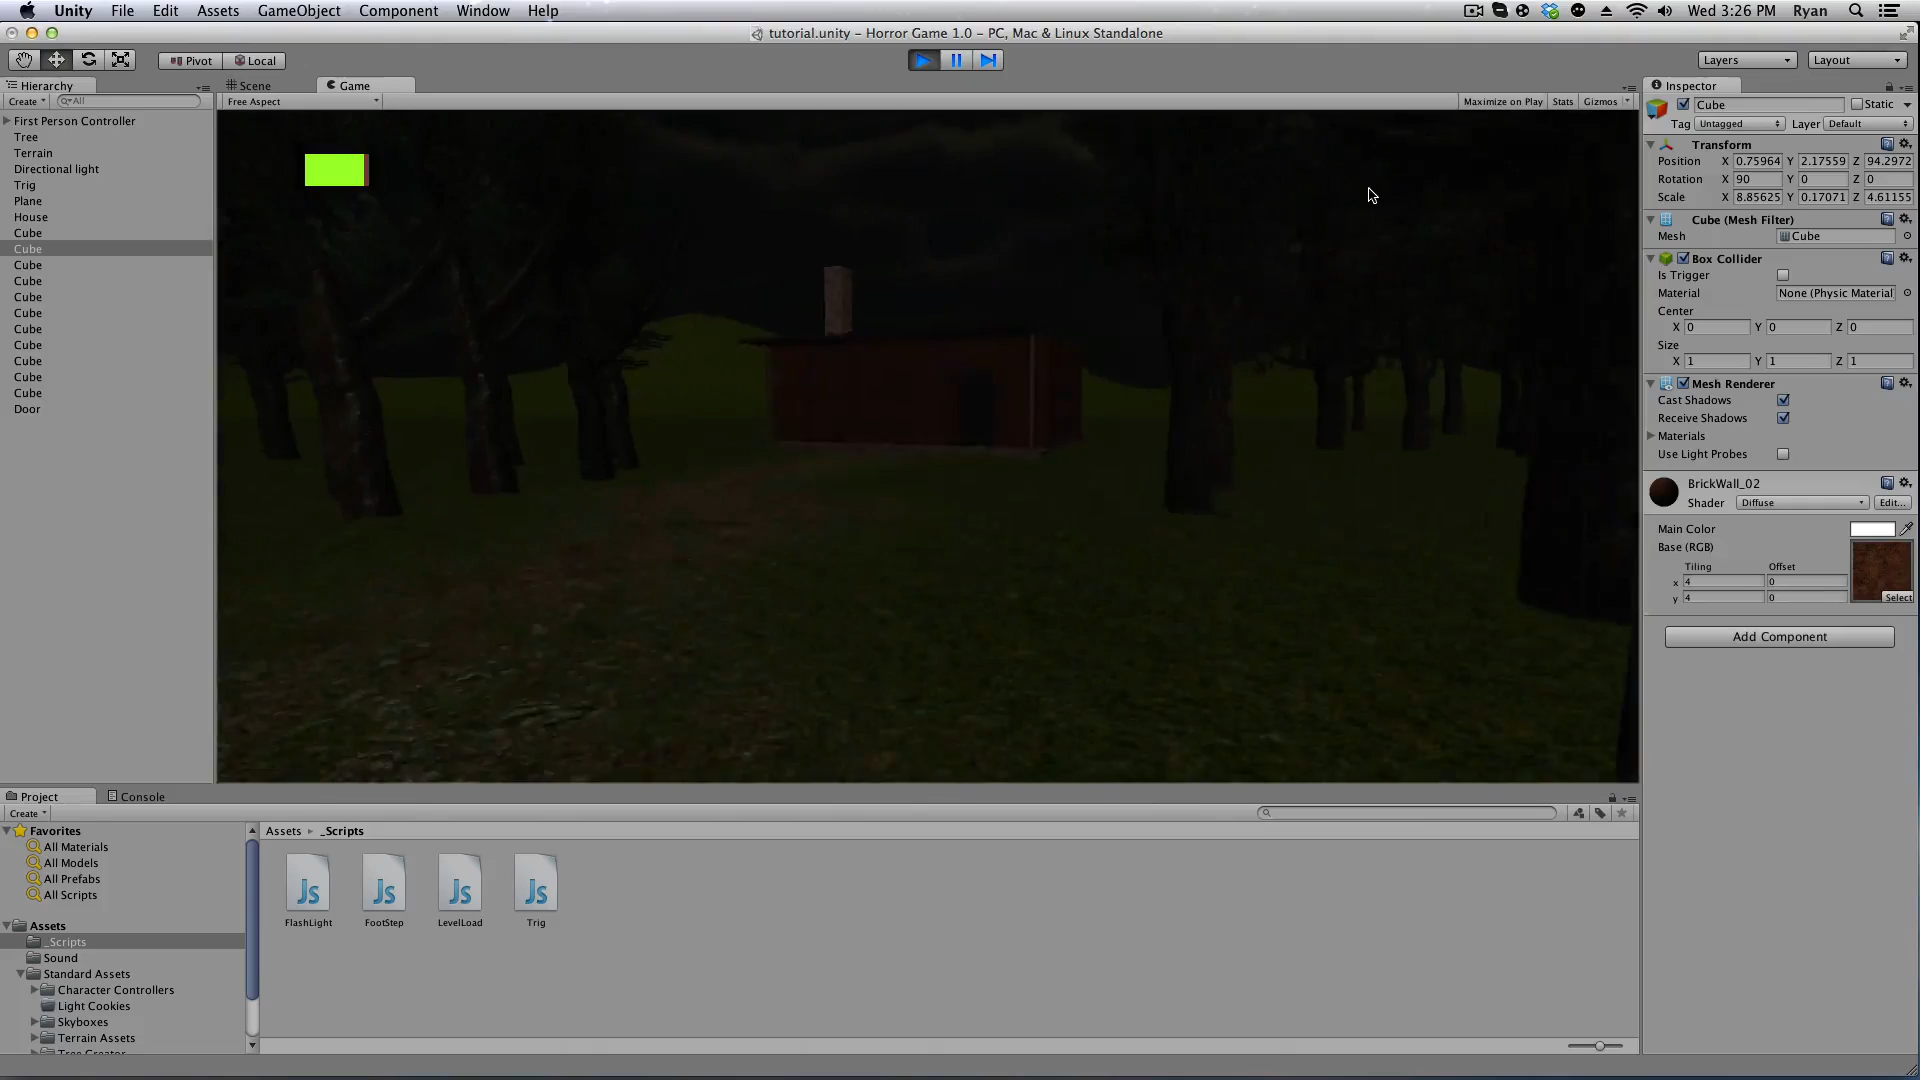 Unity File Edit Assets GameObject Component Window Help Wed 3:26 PM Ryan
tutorial.unity – Horror Game 1.0 – PC, Mac & Linux Standalone
Pivot Local Layers Layout
Hierarchy Scene Game Inspector
Create All Free Aspect Maximize on Play Stats Gizmos Cube Static
Tag Untagged Layer Default
First Person Controller
Tree
Terrain
Directional light
Trig
Plane
House
Cube
Cube
Cube
Cube
Cube
Cube
Cube
Cube
Cube
Cube
Cube
Door
Transform
Position X 0.75964 Y 2.17559 Z 94.2972
Rotation X 90 Y 0 Z 0
Scale X 8.85625 Y 0.17071 Z 4.61155
Cube (Mesh Filter)
Mesh Cube
Box Collider
Is Trigger
Material None (Physic Material
Center
X 0 Y 0 Z 0
Size
X 1 Y 1 Z 1
Mesh Renderer
Cast Shadows
Receive Shadows
Materials
Use Light Probes
BrickWall_02
Shader Diffuse Edit...
Main Color
Base (RGB)
Tiling Offset
x 4 0
y 4 0 Select
Add Component
Project Console
Create
Favorites
All Materials
All Models
All Prefabs
All Scripts
Assets
_Scripts
Sound
Standard Assets
Character Controllers
Light Cookies
Skyboxes
Terrain Assets
Tree Creator
Assets ▸ _Scripts
Js Js Js Js
FlashLight FootStep LevelLoad Trig